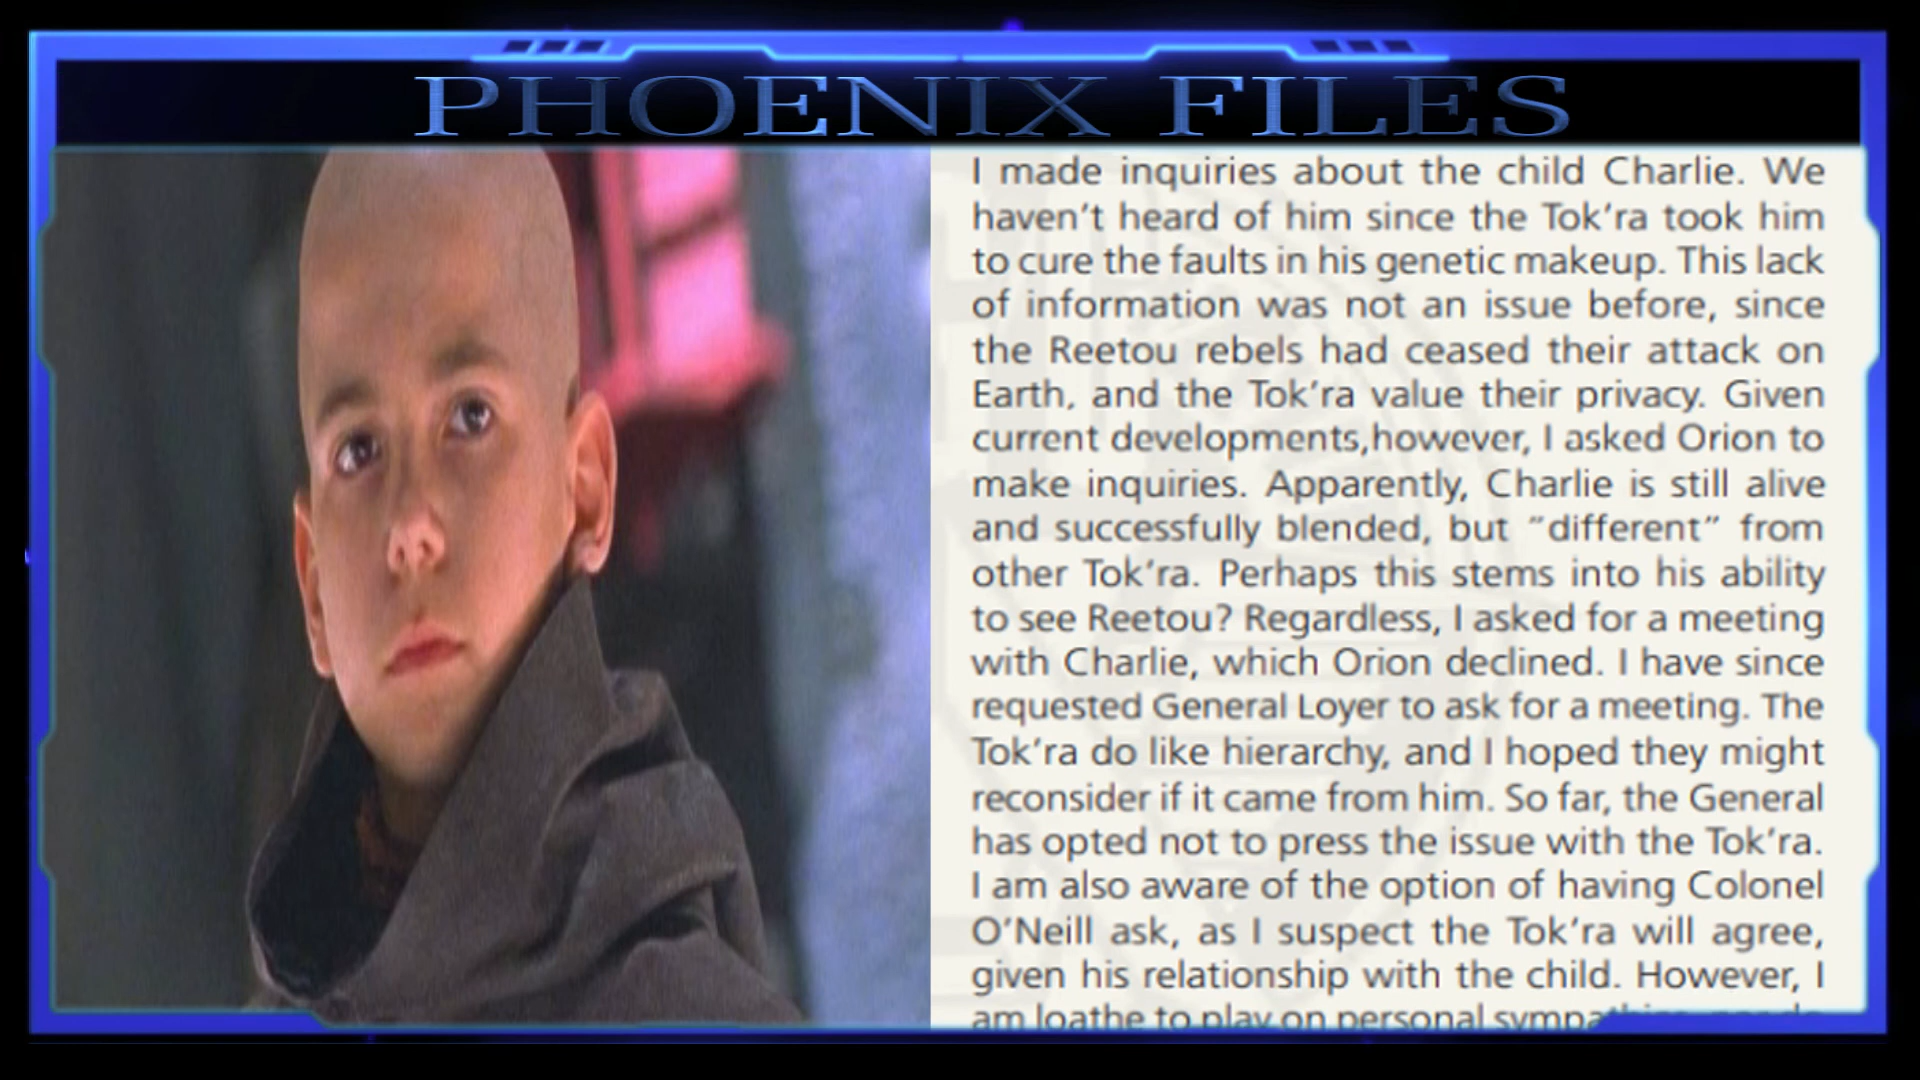 PHOENIX FILES
I made inquiries about the child Charlie. We
haven't heard of him since the Tok'ra took him
to cure the faults in his genetic makeup. This lack
of information was not an issue before, since
the Reetou rebels had ceased their attack on
Earth, and the Tok'ra value their privacy. Given
current developments,however, I asked Orion to
make inquiries. Apparently, Charlie is still alive
and successfully blended, but "different" from
other Tok'ra. Perhaps this stems into his ability
to see Reetou? Regardless, I asked for a meeting
with Charlie, which Orion declined. I have since
requested General Loyer to ask for a meeting. The
Tok'ra do like hierarchy, and I hoped they might
reconsider if it came from him. So far, the General
has opted not to press the issue with the Tok'ra.
I am also aware of the option of having Colonel
O'Neill ask, as I suspect the Tok'ra will agree,
given his relationship with the child. However, I
am loathe to play on personal